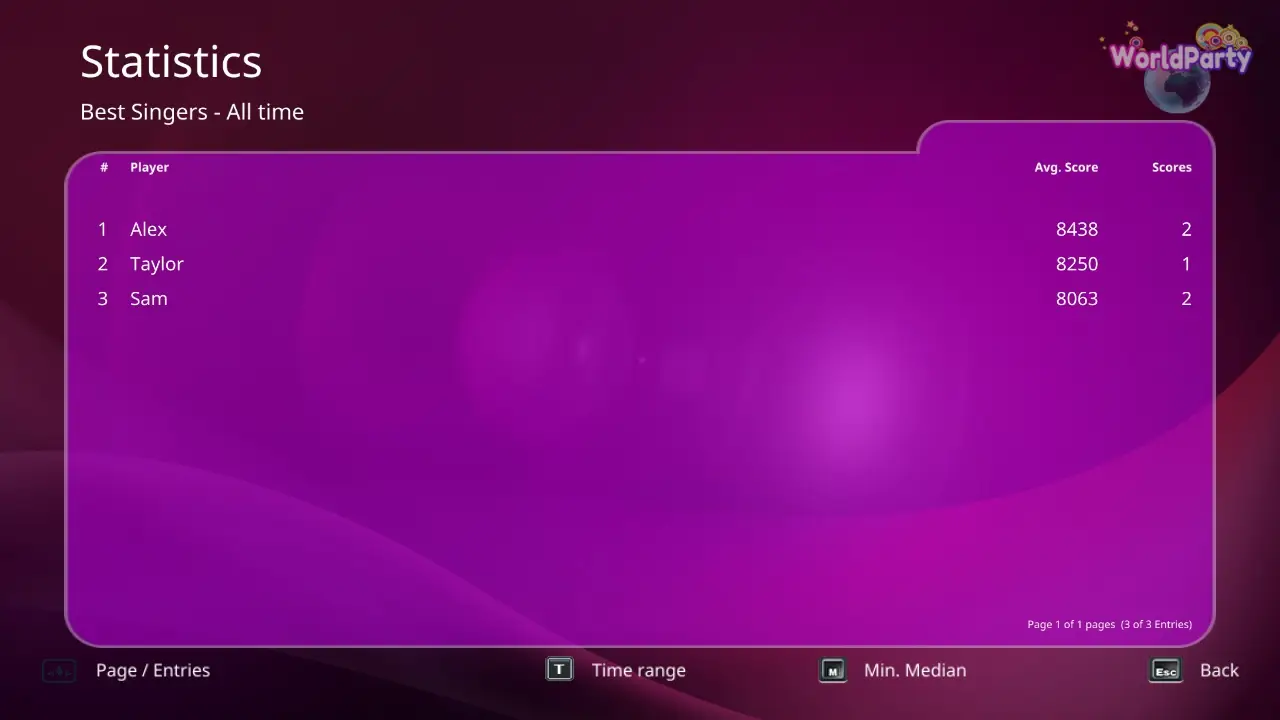 Statistics
WorldParty
Best Singers - All time
# Player Avg. Score Scores
1 Alex 8438 2
2 Taylor 8250 1
3 Sam 8063 2
Page 1 of 1 pages (3 of 3 Entries)
Page / Entries T Time range M Min. Median Esc Back